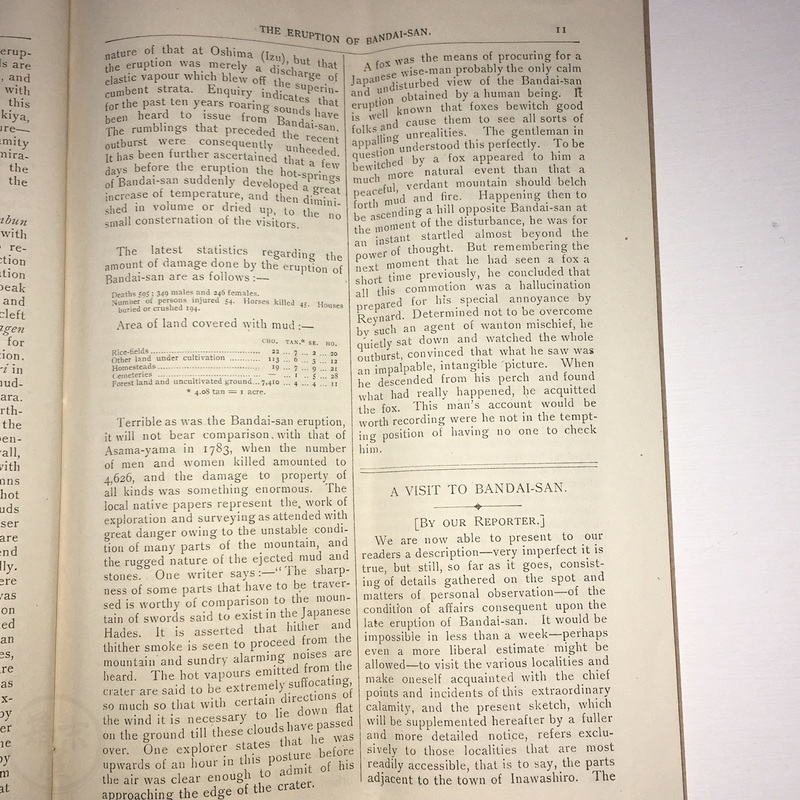 THE ERUPTION OF BANDAI-SAN.
11
nature of that at Oshima (Izu), but that
the eruption was merely a discharge of
elastic vapour which blew off the superin-
cumbent strata. Enquiry indicates that
for the past ten years roaring sounds have
been heard to issue from Bandai-san.
The rumblings that preceded the recent
outburst were consequently unheeded.
It has been further ascertained that a few
days before the eruption the hot-springs
of Bandai-san suddenly developed a great
increase of temperature, and then dimini-
shed in volume or dried up, to the no
small consternation of the visitors.
The latest statistics regarding the
amount of damage done by the eruption of
Bandai-san are as follows:—
Deaths 595; 349 males and 246 females.
Number of persons injured 54. Horses killed 45. Houses
buried or crushed 194.
Area of land covered with mud:—
CHO. TAN.* SE. HO.
Rice-fields 22 ... 7 ... 2 ... 20
Other land under cultivation 113 ... 6 ... 3 ... 12
Homesteads 19 ... 7 ... 9 ... 21
Cemeteries — ... 1 ... 5 ... 28
Forest land and uncultivated ground...7,410 ... 4 ... 4 ... 11
* 4.08 tan = 1 acre.
Terrible as was the Bandai-san eruption,
it will not bear comparison with that of
Asama-yama in 1783, when the number
of men and women killed amounted to
4,626, and the damage to property of
all kinds was something enormous. The
local native papers represent the work of
exploration and surveying as attended with
great danger owing to the unstable condi-
tion of many parts of the mountain, and
the rugged nature of the ejected mud and
stones. One writer says:—"The sharp-
ness of some parts that have to be traver-
sed is worthy of comparison to the moun-
tain of swords said to exist in the Japanese
Hades. It is asserted that hither and
thither smoke is seen to proceed from the
mountain and sundry alarming noises are
heard. The hot vapours emitted from the
crater are said to be extremely suffocating,
so much so that with certain directions of
the wind it is necessary to lie down flat
on the ground till these clouds have passed
over. One explorer states that he was
upwards of an hour in this posture before
the air was clear enough to admit of his
approaching the edge of the crater.
A fox was the means of procuring for a
Japanese wise-man probably the only calm
and undisturbed view of the Bandai-san
eruption obtained by a human being. It
is well known that foxes bewitch good
folks and cause them to see all sorts of
appalling unrealities. The gentleman in
question understood this perfectly. To be
bewitched by a fox appeared to him a
much more natural event than that a
peaceful, verdant mountain should belch
forth mud and fire. Happening then to
be ascending a hill opposite Bandai-san at
the moment of the disturbance, he was for
an instant startled almost beyond the
power of thought. But remembering the
next moment that he had seen a fox a
short time previously, he concluded that
all this commotion was a hallucination
prepared for his special annoyance by
Reynard. Determined not to be overcome
by such an agent of wanton mischief, he
quietly sat down and watched the whole
outburst, convinced that what he saw was
an impalpable, intangible picture. When
he descended from his perch and found
what had really happened, he acquitted
the fox. This man's account would be
worth recording were he not in the tempt-
ing position of having no one to check
him.
A VISIT TO BANDAI-SAN.
[BY OUR REPORTER.]
We are now able to present to our
readers a description—very imperfect it is
true, but still, so far as it goes, consist-
ing of details gathered on the spot and
matters of personal observation—of the
condition of affairs consequent upon the
late eruption of Bandai-san. It would be
impossible in less than a week—perhaps
even a more liberal estimate might be
allowed—to visit the various localities and
make oneself acquainted with the chief
points and incidents of this extraordinary
calamity, and the present sketch, which
will be supplemented hereafter by a fuller
and more detailed notice, refers exclu-
sively to those localities that are most
readily accessible, that is to say, the parts
adjacent to the town of Inawashiro. The